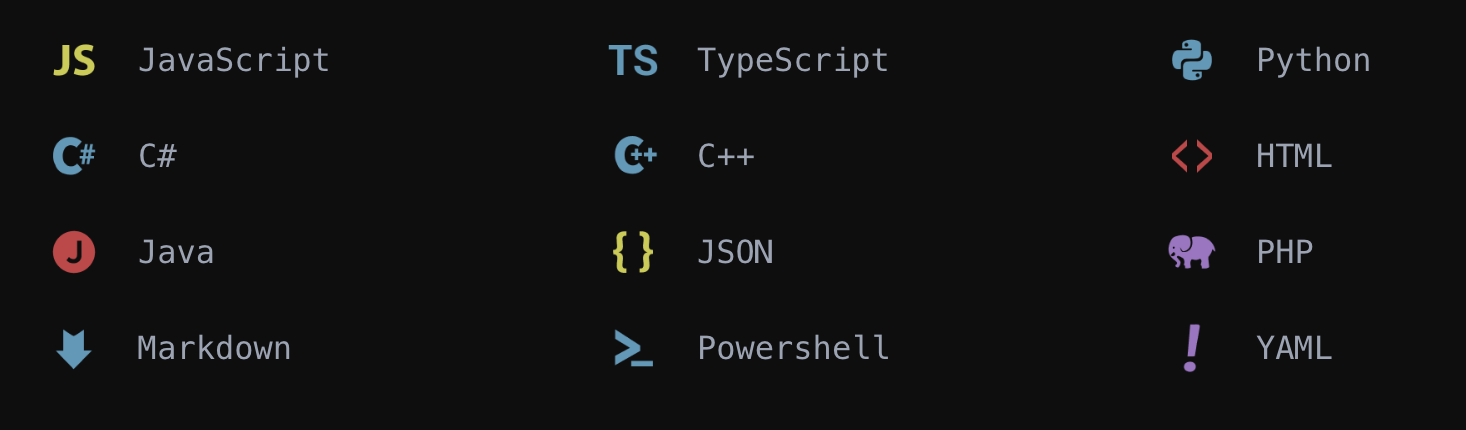 JS JavaScript TS TypeScript Python
C# C# C++ C++ <> HTML
J Java {} JSON PHP
Markdown >_ Powershell ! YAML